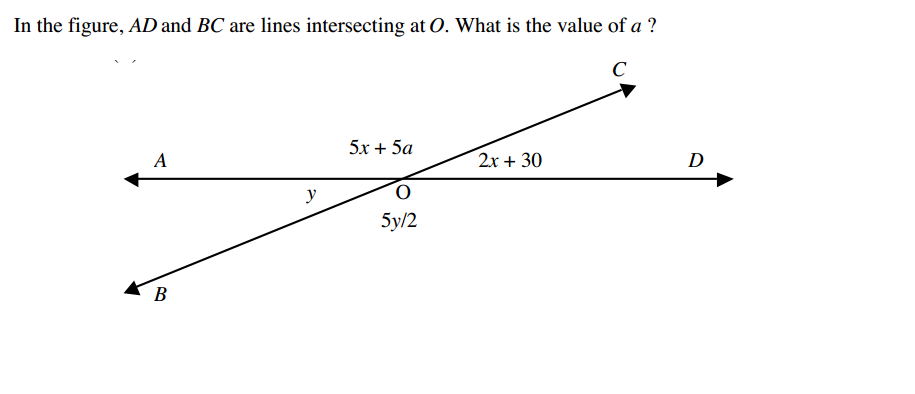 In the figure, AD and BC are lines intersecting at O. What is the value of a ?
C
5x + 5a
A
2x + 30
D
y
O
5y/2
B